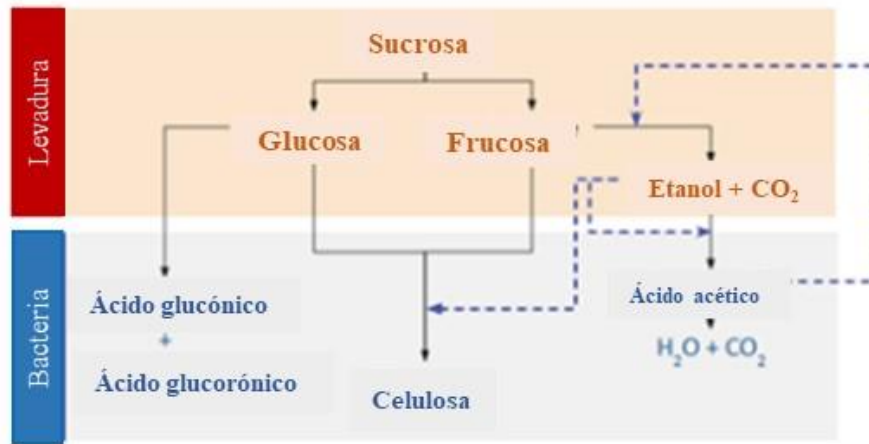 Levadura
Sucrosa
Glucosa
Frucosa
Etanol + CO₂
Bacteria
Ácido glucónico
+
Ácido glucorónico
Celulosa
Ácido acético
H₂O + CO₂